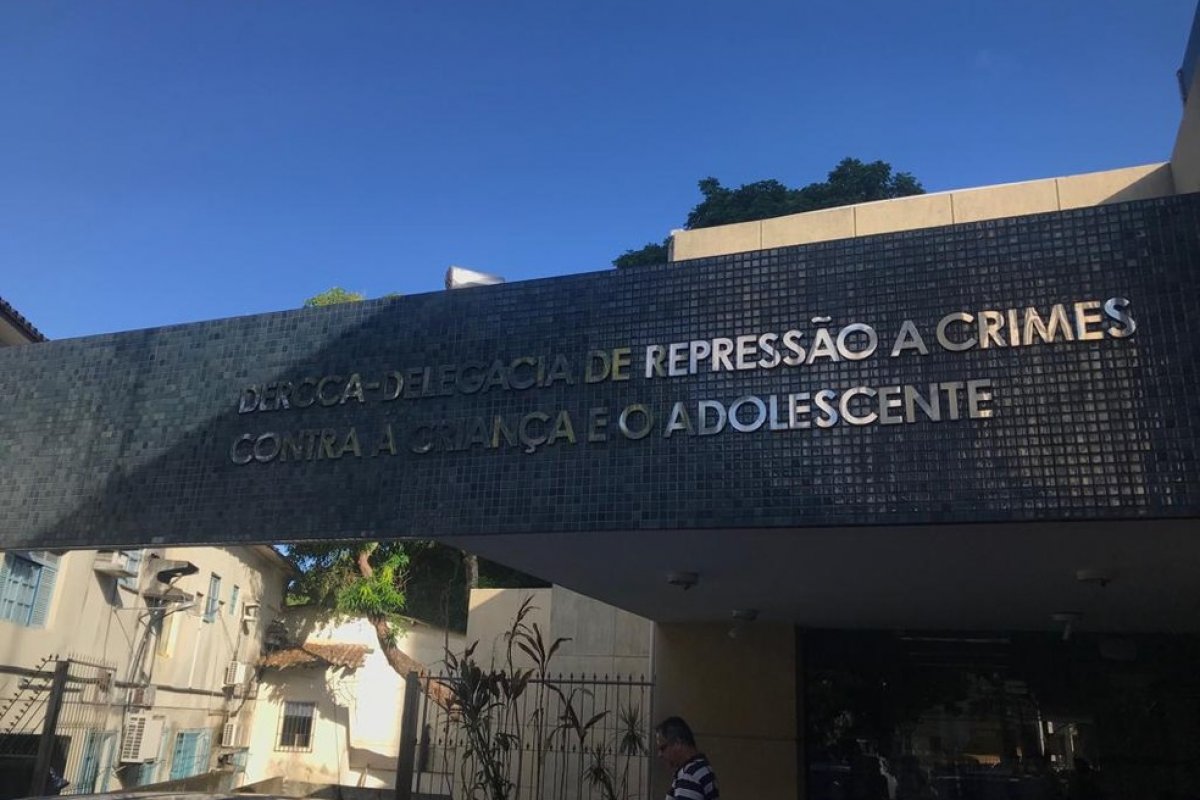 DERCCA-DELEGACIA DE REPRESSÃO A CRIMES
CONTRA A CRIANÇA E O ADOLESCENTE